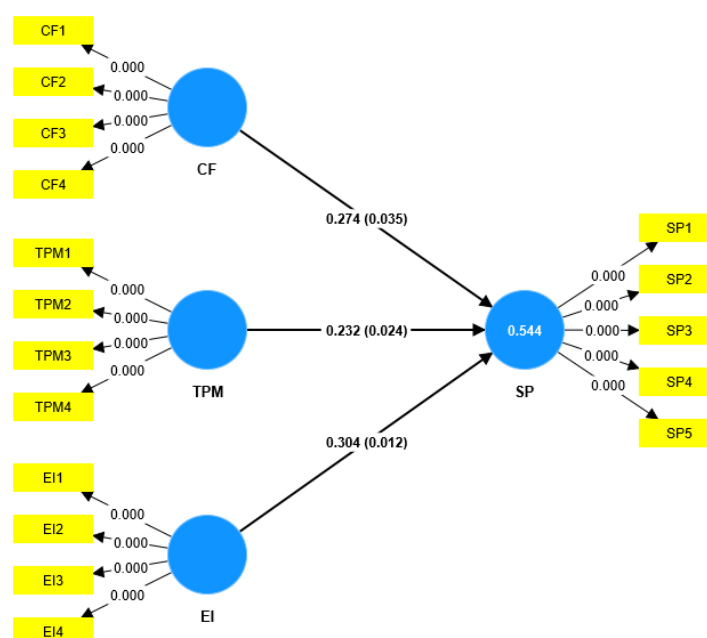 CF1
0.000
CF2
0.000
CF3
0.000
CF4
0.000
CF
0.274 (0.035)
TPM1
0.000
TPM2
0.000
TPM3
0.000
TPM4
0.000
TPM
0.232 (0.024)
EI1
0.000
EI2
0.000
EI3
0.000
EI4
0.000
EI
0.304 (0.012)
0.544
SP
SP1
0.000
SP2
0.000
SP3
0.000
SP4
0.000
SP5
0.000